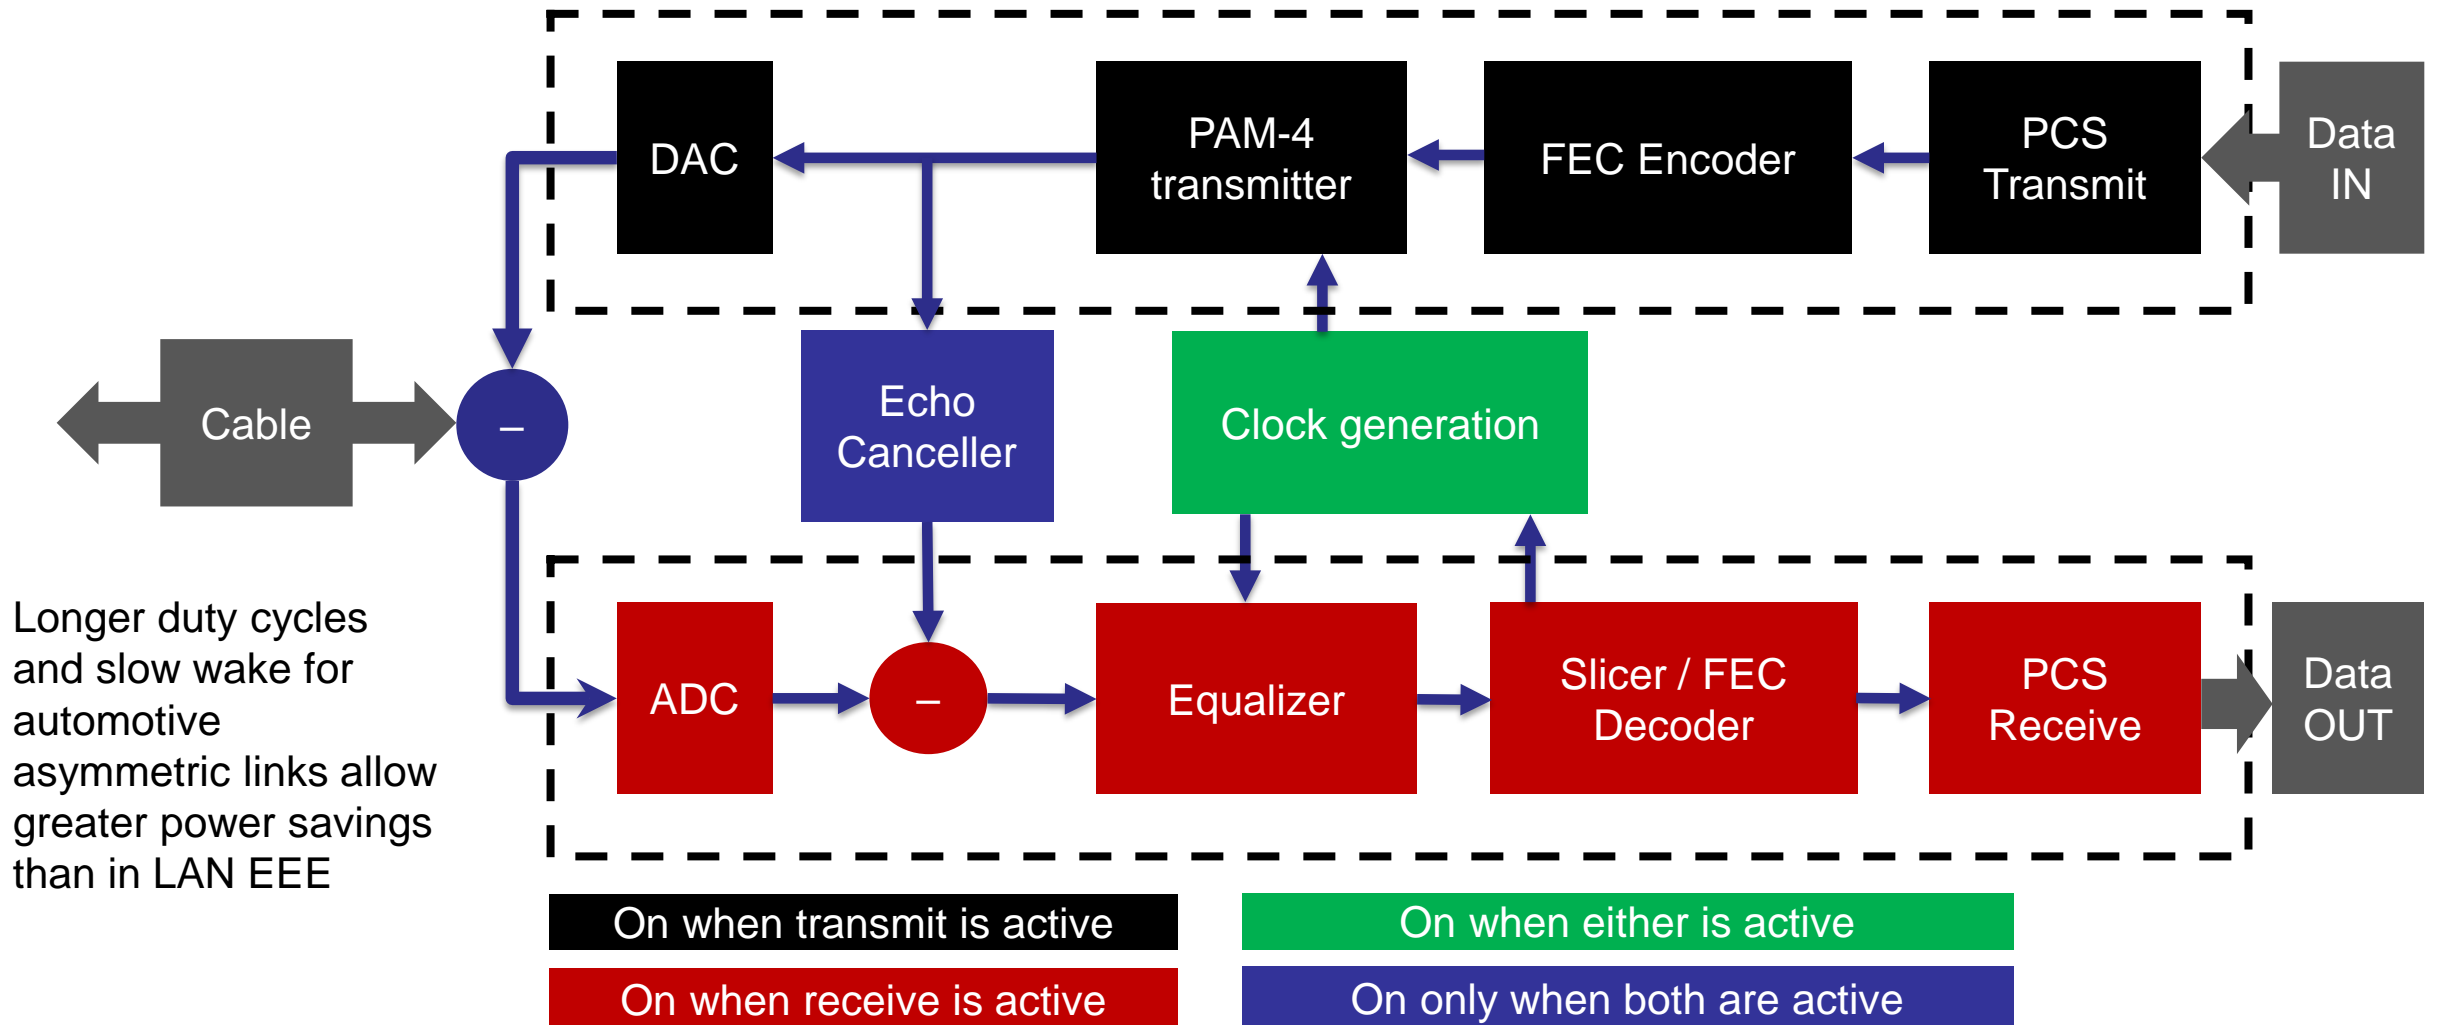 DAC
PAM-4
transmitter
FEC Encoder
PCS
Transmit
Data
IN
Cable
–
Echo
Canceller
Clock generation
Longer duty cycles
and slow wake for
automotive
asymmetric links allow
greater power savings
than in LAN EEE
ADC
–
Equalizer
Slicer / FEC
Decoder
PCS
Receive
Data
OUT
On when transmit is active
On when either is active
On when receive is active
On only when both are active